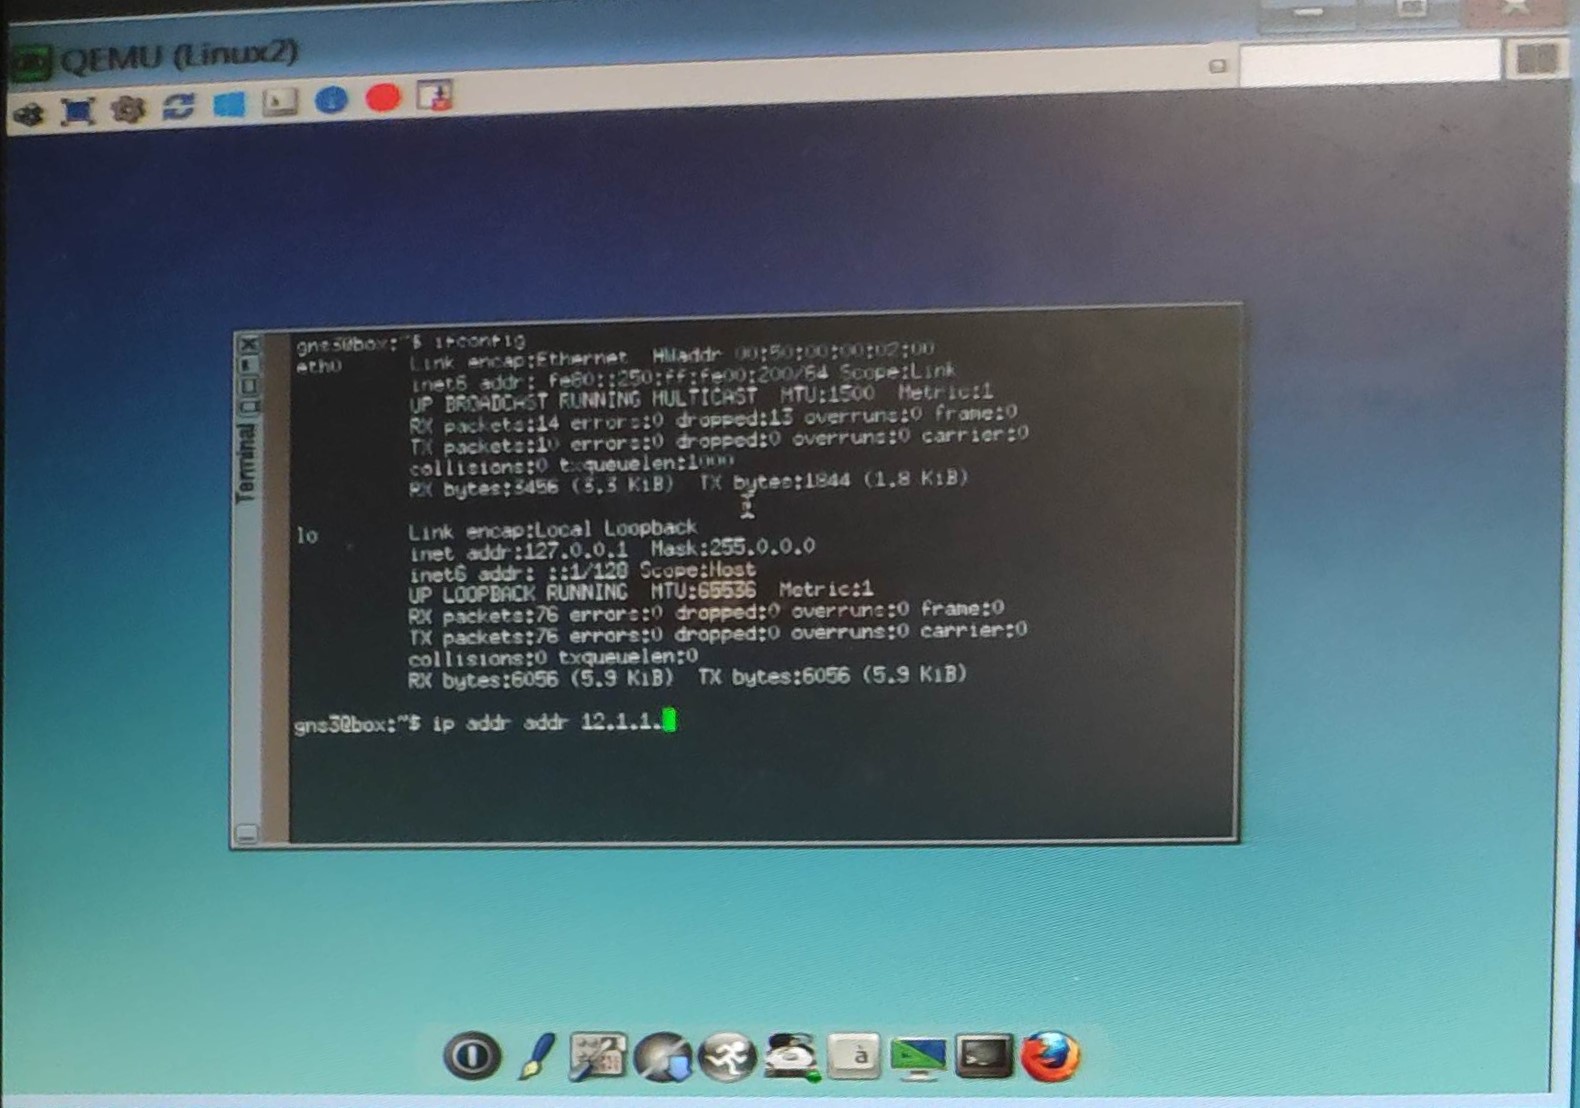 QEMU (Linux2)
Terminal
gns3@box:~$ ifconfig
eth0 Link encap:Ethernet HWaddr 00:50:00:00:02:00
inet6 addr: fe80::250:ff:fe00:200/64 Scope:Link
UP BROADCAST RUNNING MULTICAST MTU:1500 Metric:1
RX packets:14 errors:0 dropped:13 overruns:0 frame:0
TX packets:10 errors:0 dropped:0 overruns:0 carrier:0
collisions:0 txqueuelen:1000
RX bytes:3456 (3.3 KiB) TX bytes:1844 (1.8 KiB)
lo Link encap:Local Loopback
inet addr:127.0.0.1 Mask:255.0.0.0
inet6 addr: ::1/128 Scope:Host
UP LOOPBACK RUNNING MTU:65536 Metric:1
RX packets:76 errors:0 dropped:0 overruns:0 frame:0
TX packets:76 errors:0 dropped:0 overruns:0 carrier:0
collisions:0 txqueuelen:0
RX bytes:6056 (5.9 KiB) TX bytes:6056 (5.9 KiB)
gns3@box:~$ ip addr addr 12.1.1.
à